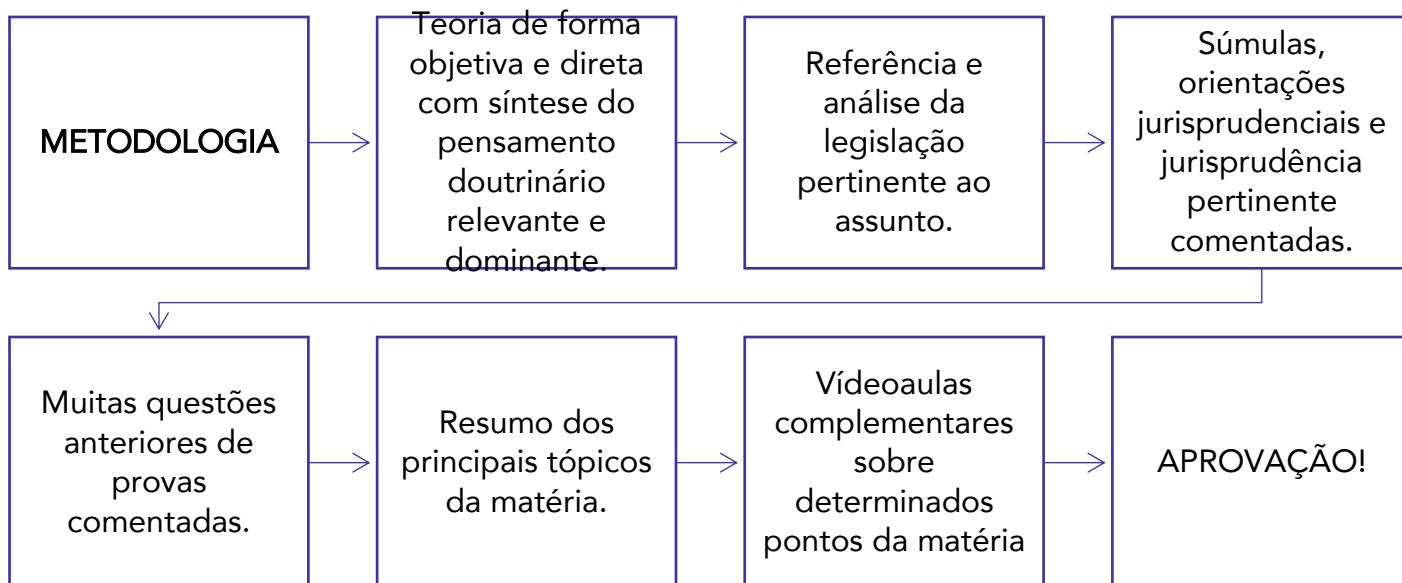 METODOLOGIA
Teoria de forma
objetiva e direta
com síntese do
pensamento
doutrinário
relevante e
dominante.
Referência e
análise da
legislação
pertinente ao
assunto.
Súmulas,
orientações
jurisprudenciais e
jurisprudência
pertinente
comentadas.
Muitas questões
anteriores de
provas
comentadas.
Resumo dos
principais tópicos
da matéria.
Vídeoaulas
complementares
sobre
determinados
pontos da matéria
APROVAÇÃO!